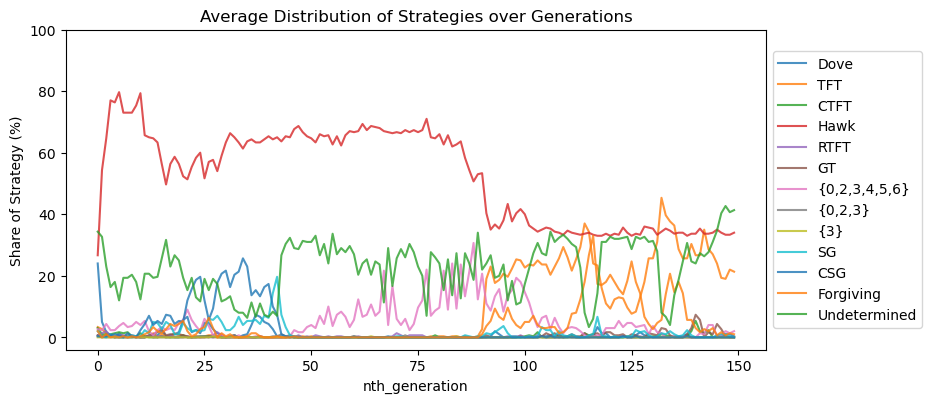 Average Distribution of Strategies over Generations
Share of Strategy (%)
100
80
60
40
20
0
0
25
50
75
100
125
150
nth_generation
Dove
TFT
CTFT
Hawk
RTFT
GT
{0,2,3,4,5,6}
{0,2,3}
{3}
SG
CSG
Forgiving
Undetermined